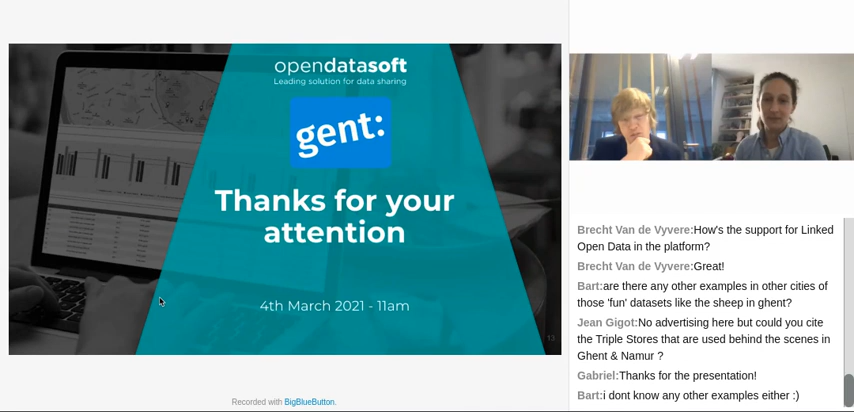 opendatasoft
Leading solution for data sharing
gent:
Thanks for your
attention
4th March 2021 - 11am
13
Recorded with BigBlueButton.
Brecht Van de Vyvere:How's the support for Linked
Open Data in the platform?
Brecht Van de Vyvere:Great!
Bart:are there any other examples in other cities of
those 'fun' datasets like the sheep in ghent?
Jean Gigot:No advertising here but could you cite
the Triple Stores that are used behind the scenes in
Ghent & Namur ?
Gabriel:Thanks for the presentation!
Bart:i dont know any other examples either :)